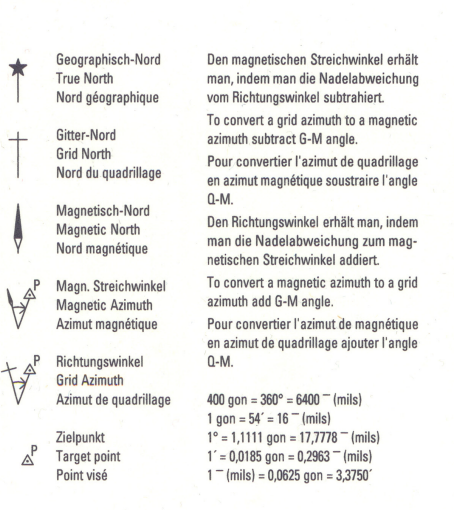 Geographisch-Nord
True North
Nord géographique
Gitter-Nord
Grid North
Nord du quadrillage
Magnetisch-Nord
Magnetic North
Nord magnétique
P
Magn. Streichwinkel
Magnetic Azimuth
Azimut magnétique
P
Richtungswinkel
Grid Azimuth
Azimut de quadrillage
P
Zielpunkt
Target point
Point visé
Den magnetischen Streichwinkel erhält
man, indem man die Nadelabweichung
vom Richtungswinkel subtrahiert.
To convert a grid azimuth to a magnetic
azimuth subtract G-M angle.
Pour convertier l'azimut de quadrillage
en azimut magnétique soustraire l'angle
Q-M.
Den Richtungswinkel erhält man, indem
man die Nadelabweichung zum mag-
netischen Streichwinkel addiert.
To convert a magnetic azimuth to a grid
azimuth add G-M angle.
Pour convertier l'azimut de magnétique
en azimut de quadrillage ajouter l'angle
Q-M.
400 gon = 360° = 6400 ¯ (mils)
1 gon = 54´ = 16 ¯ (mils)
1° = 1,1111 gon = 17,7778 ¯ (mils)
1´ = 0,0185 gon = 0,2963 ¯ (mils)
1 ¯ (mils) = 0,0625 gon = 3,3750´